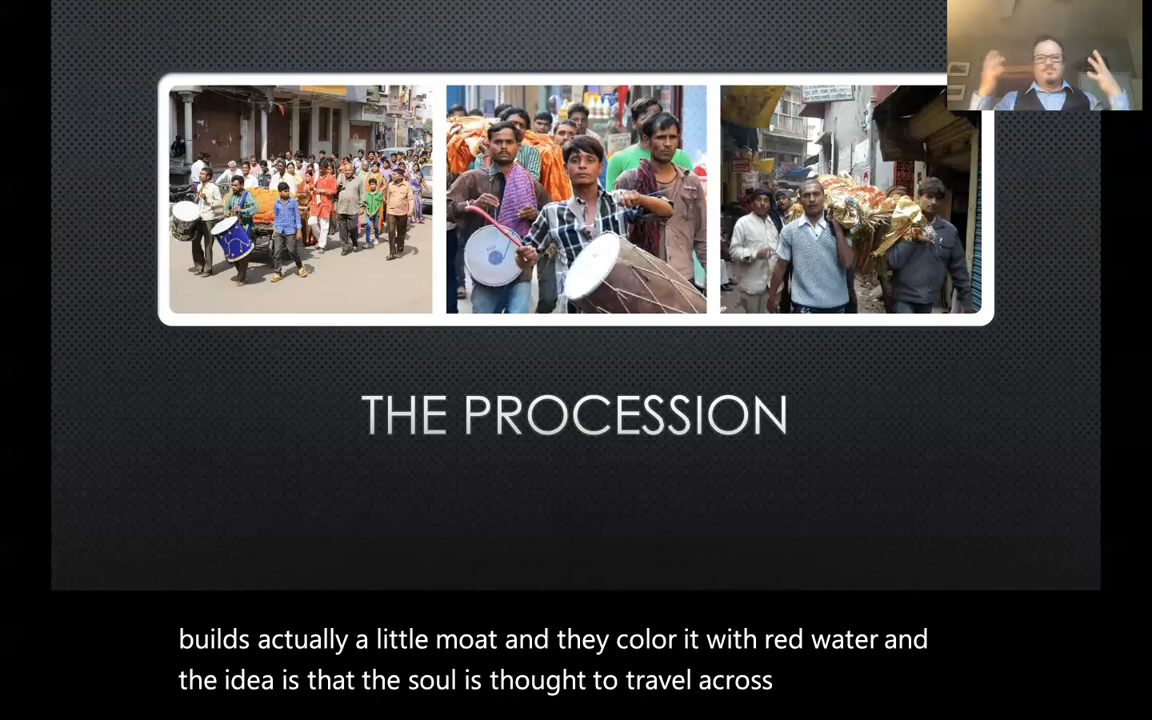 THE PROCESSION
builds actually a little moat and they color it with red water and
the idea is that the soul is thought to travel across